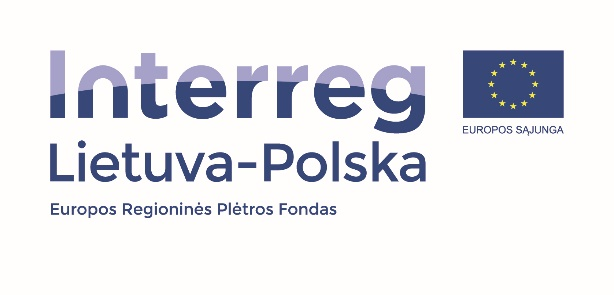 Interreg
EUROPOS SĄJUNGA
Lietuva-Polska
Europos Regioninės Plėtros Fondas